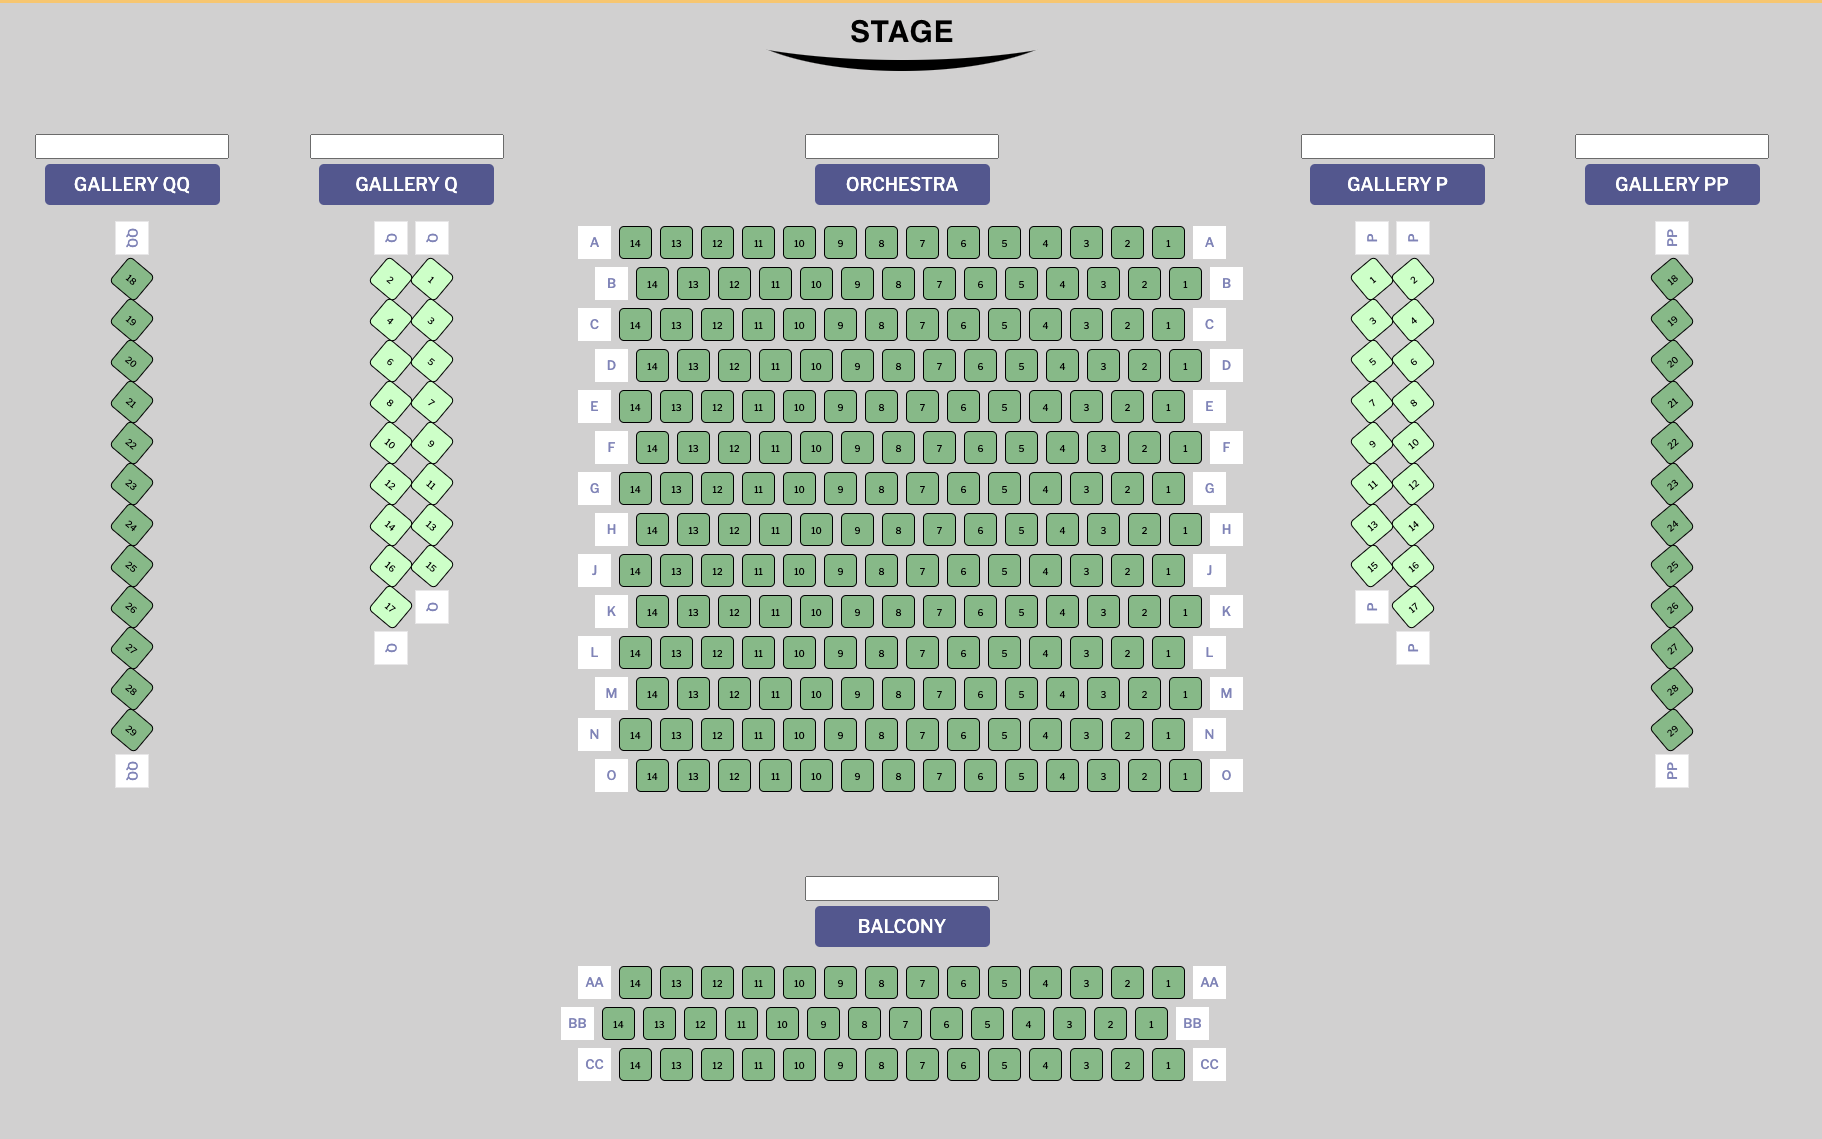 STAGE
GALLERY QQ
GALLERY Q
ORCHESTRA
GALLERY P
GALLERY PP
QQ
18
19
20
21
22
23
24
25
26
27
28
29
QQ
Q Q
2 1
4 3
6 5
8 7
10 9
12 11
14 13
16 15
17 Q
Q
A 14 13 12 11 10 9 8 7 6 5 4 3 2 1 A
B 14 13 12 11 10 9 8 7 6 5 4 3 2 1 B
C 14 13 12 11 10 9 8 7 6 5 4 3 2 1 C
D 14 13 12 11 10 9 8 7 6 5 4 3 2 1 D
E 14 13 12 11 10 9 8 7 6 5 4 3 2 1 E
F 14 13 12 11 10 9 8 7 6 5 4 3 2 1 F
G 14 13 12 11 10 9 8 7 6 5 4 3 2 1 G
H 14 13 12 11 10 9 8 7 6 5 4 3 2 1 H
J 14 13 12 11 10 9 8 7 6 5 4 3 2 1 J
K 14 13 12 11 10 9 8 7 6 5 4 3 2 1 K
L 14 13 12 11 10 9 8 7 6 5 4 3 2 1 L
M 14 13 12 11 10 9 8 7 6 5 4 3 2 1 M
N 14 13 12 11 10 9 8 7 6 5 4 3 2 1 N
O 14 13 12 11 10 9 8 7 6 5 4 3 2 1 O
P P
1 2
3 4
5 6
7 8
9 10
11 12
13 14
15 16
P 17
P
PP
18
19
20
21
22
23
24
25
26
27
28
29
PP
BALCONY
AA 14 13 12 11 10 9 8 7 6 5 4 3 2 1 AA
BB 14 13 12 11 10 9 8 7 6 5 4 3 2 1 BB
CC 14 13 12 11 10 9 8 7 6 5 4 3 2 1 CC